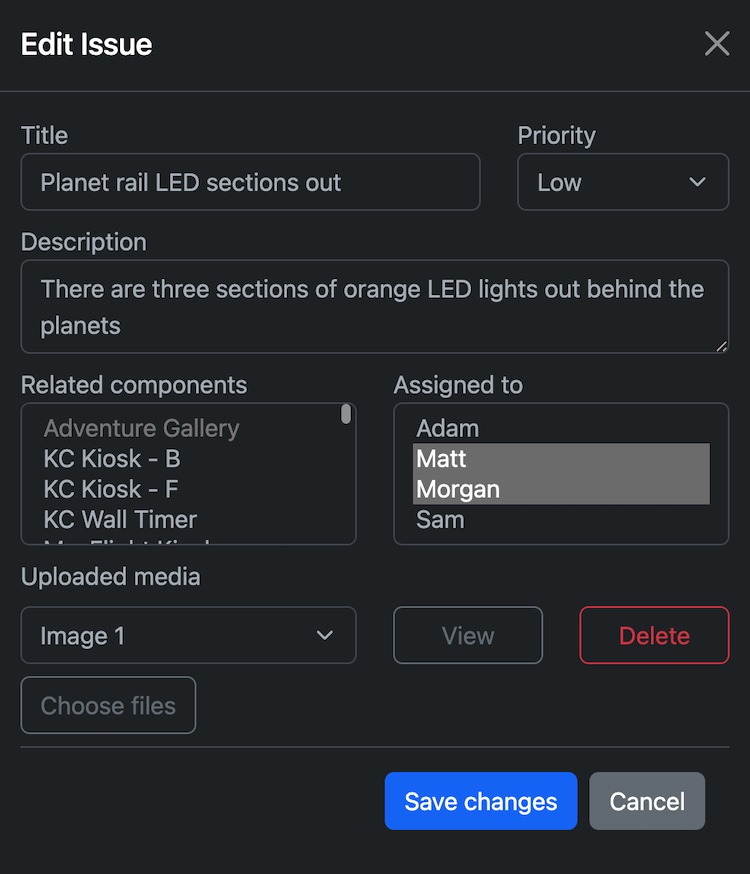 Edit Issue
Title
Priority
Planet rail LED sections out
Low
Description
There are three sections of orange LED lights out behind the
planets
Related components
Assigned to
Adventure Gallery
KC Kiosk - B
KC Kiosk - F
KC Wall Timer
Adam
Matt
Morgan
Sam
Uploaded media
Image 1
View
Delete
Choose files
Save changes
Cancel